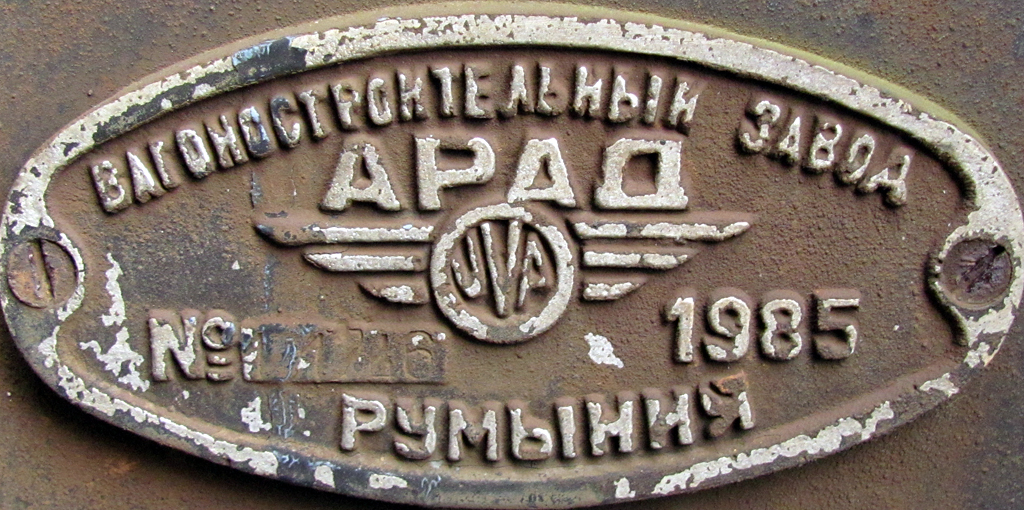 ВАГОНОСТРОИТЕЛЬНЫЙ ЗАВОД
АРАД
UVA
№
1985
РУМЫНИЯ